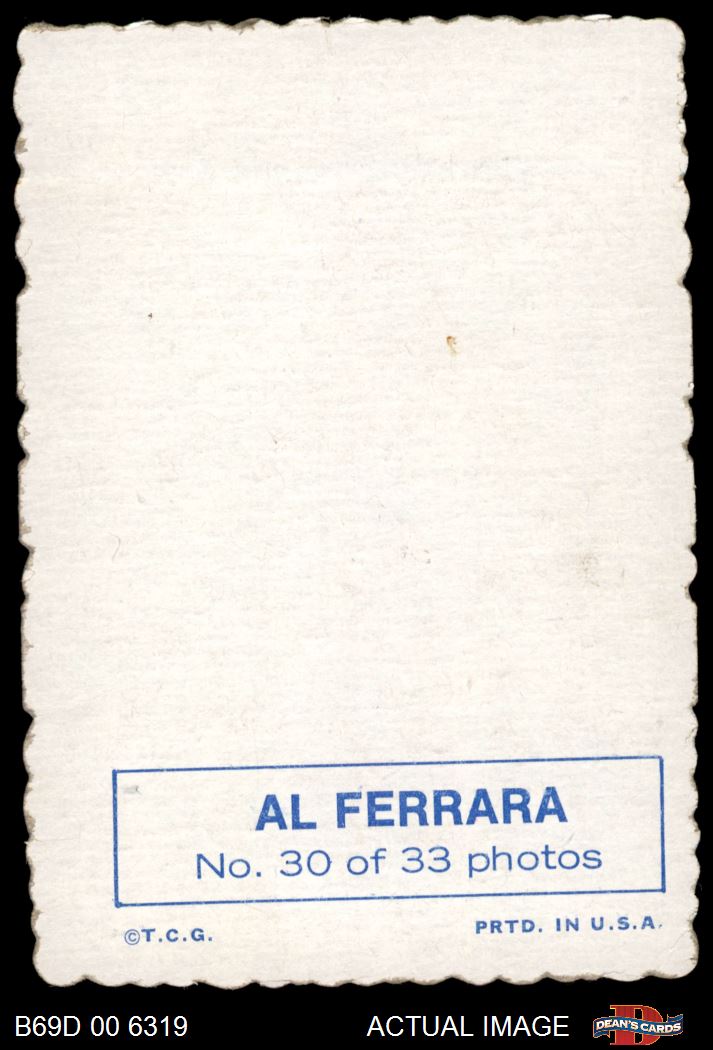 AL FERRARA
No. 30 of 33 photos
©T.C.G.
PRTD. IN U.S.A.
B69D 00 6319
ACTUAL IMAGE
D
DEAN'S CARDS